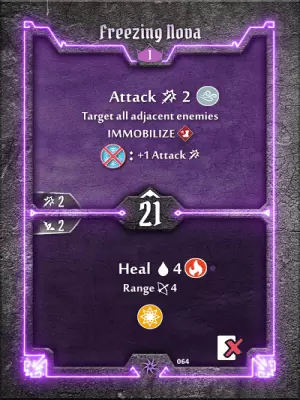 Freezing Nova
1
Attack 2
Target all adjacent enemies
IMMOBILIZE
: +1 Attack
2
21
2
Heal 4
Range 4
064